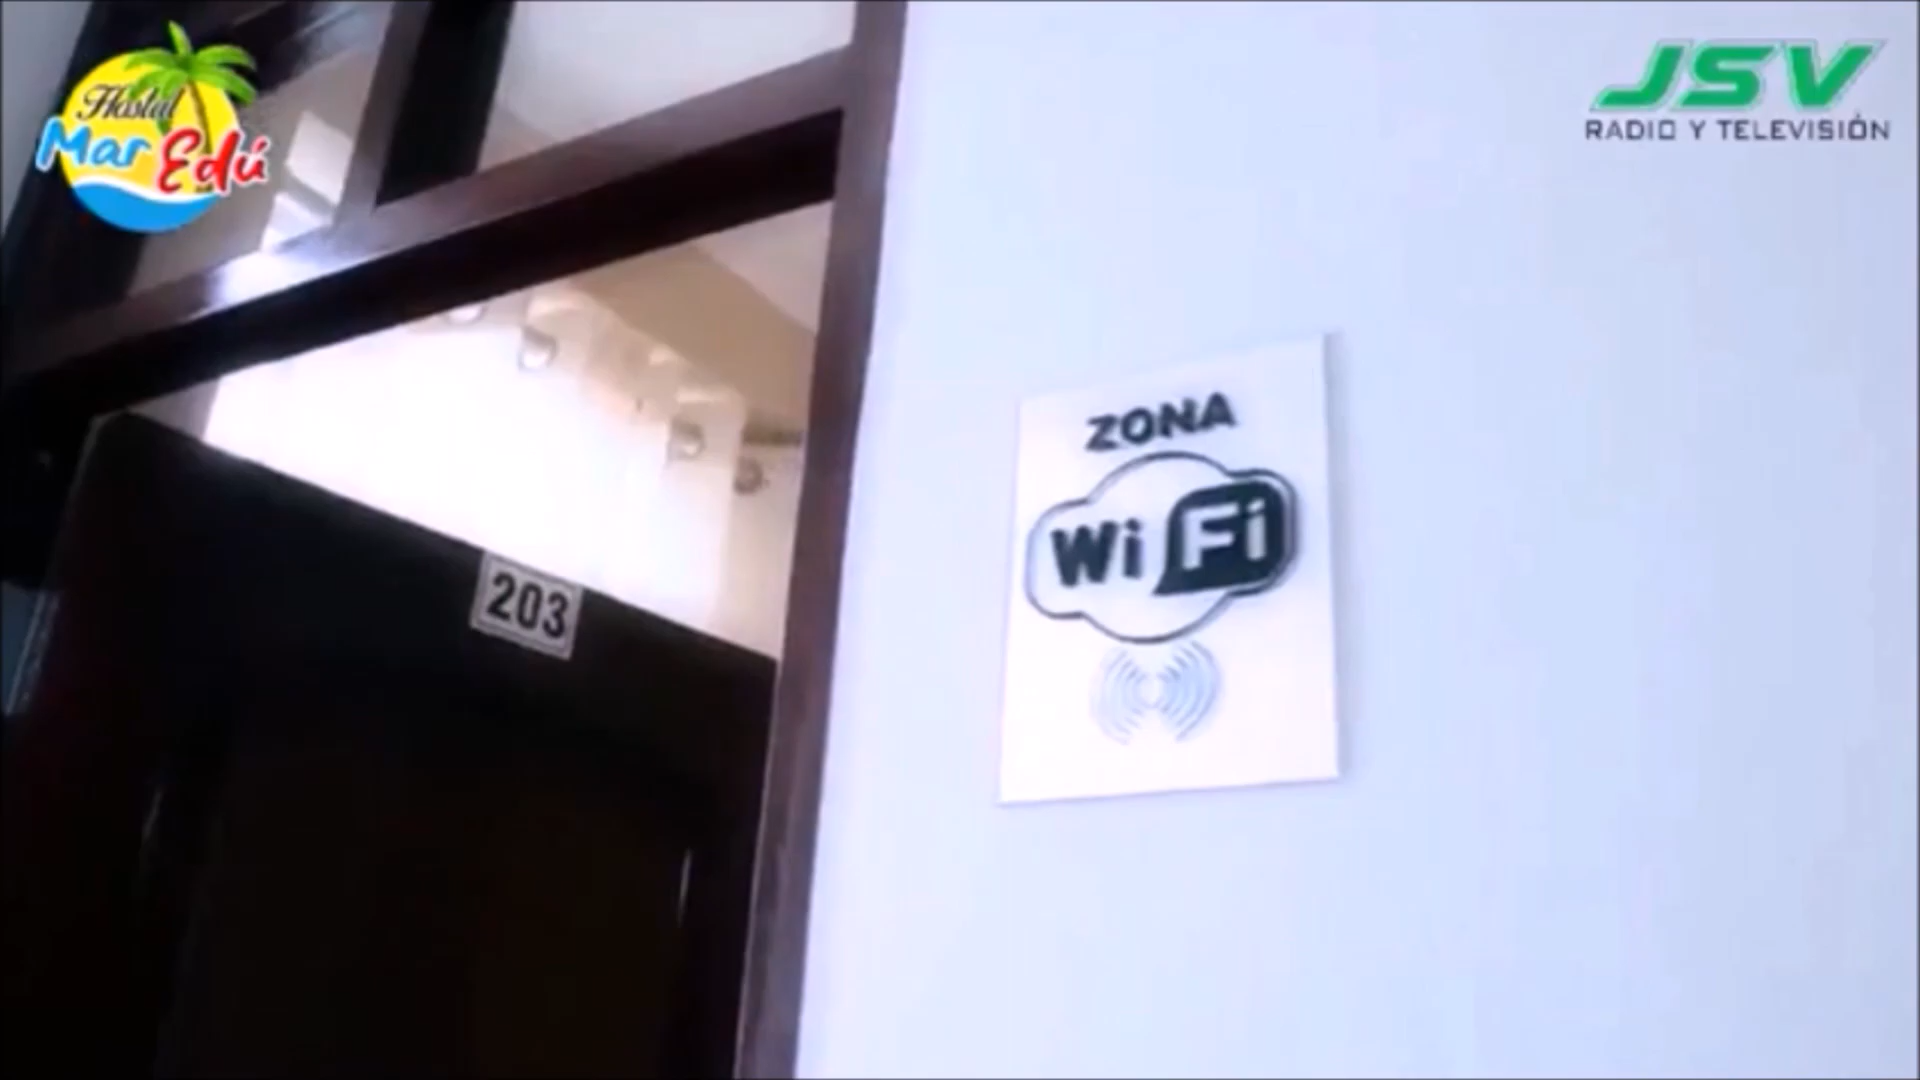 Hostal
Mar Edú
JSV
RADIO Y TELEVISIÓN
ZONA
Wi Fi
203